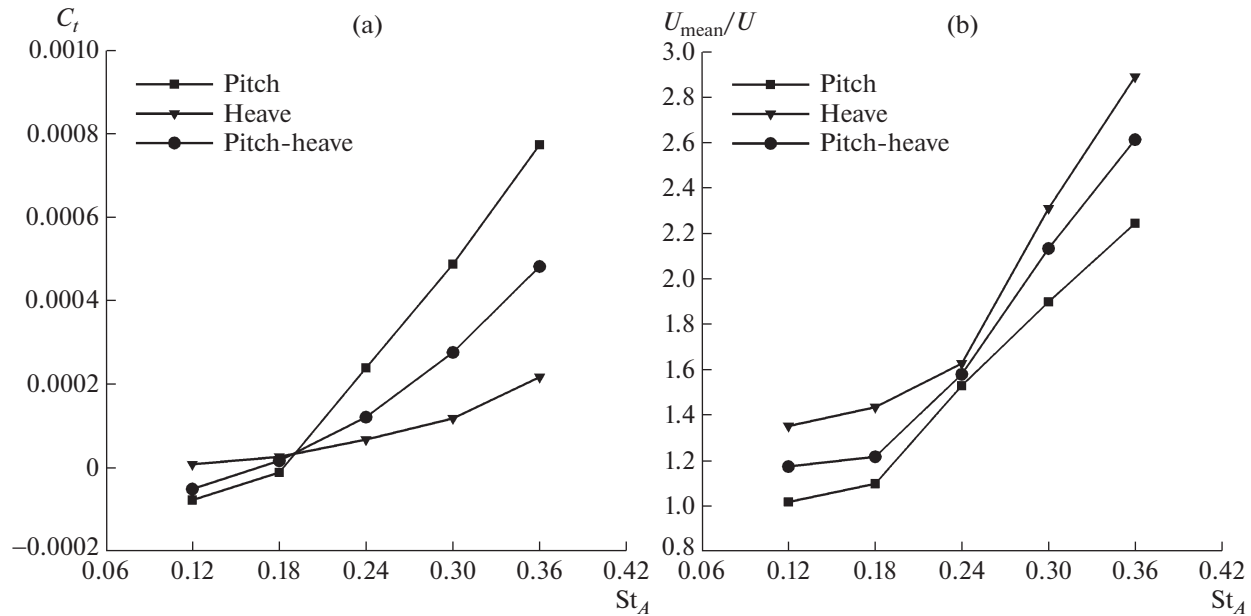 C_t
(a)
0.0010
0.0008
0.0006
0.0004
0.0002
0
−0.0002
Pitch
Heave
Pitch-heave
0.06 0.12 0.18 0.24 0.30 0.36 0.42
St_A
U_mean/U
(b)
3.0
2.8
2.6
2.4
2.2
2.0
1.8
1.6
1.4
1.2
1.0
0.8
Pitch
Heave
Pitch-heave
0.06 0.12 0.18 0.24 0.30 0.36 0.42
St_A